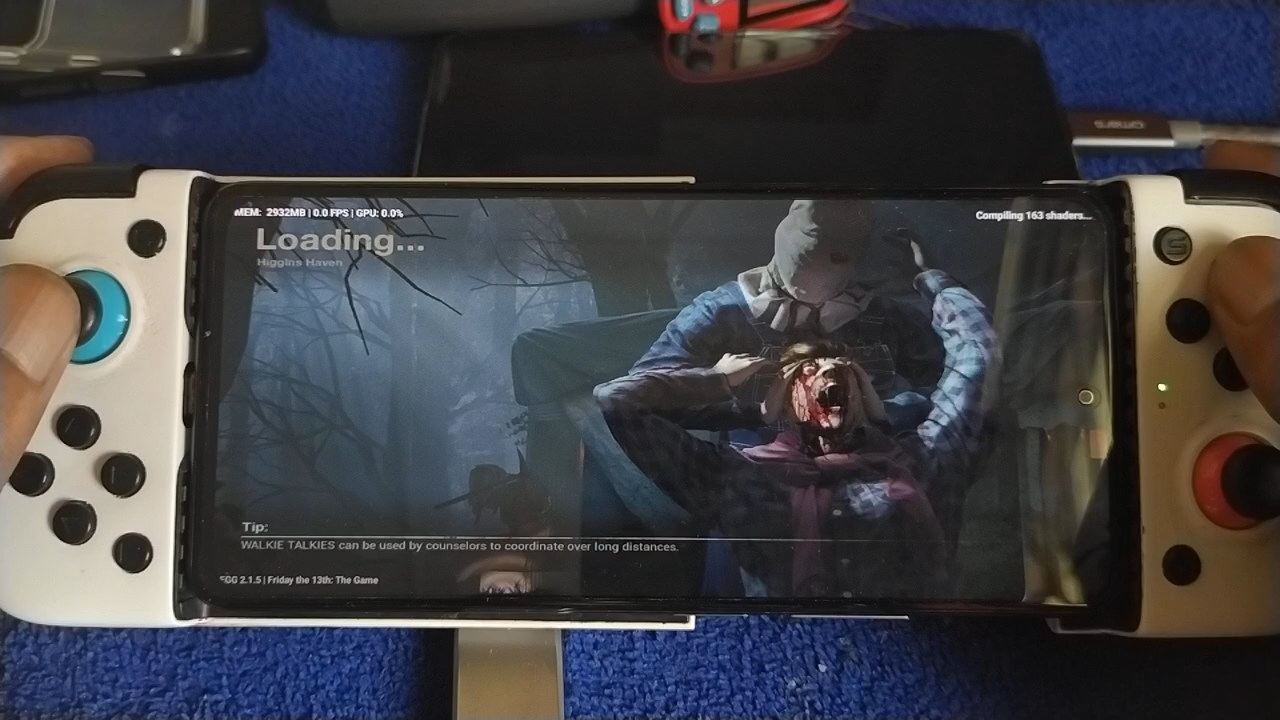 MEM: 2932MB | 0.0 FPS | GPU: 0.0%
Compiling 163 shaders...
Loading...
Higgins Haven
Tip:
WALKIE TALKIES can be used by counselors to coordinate over long distances.
EGG 2.1.5 | Friday the 13th: The Game
S